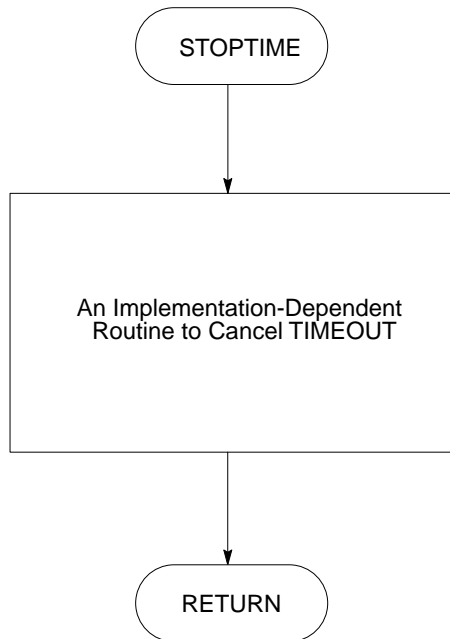 STOPTIME
An Implementation-Dependent
Routine to Cancel TIMEOUT
RETURN